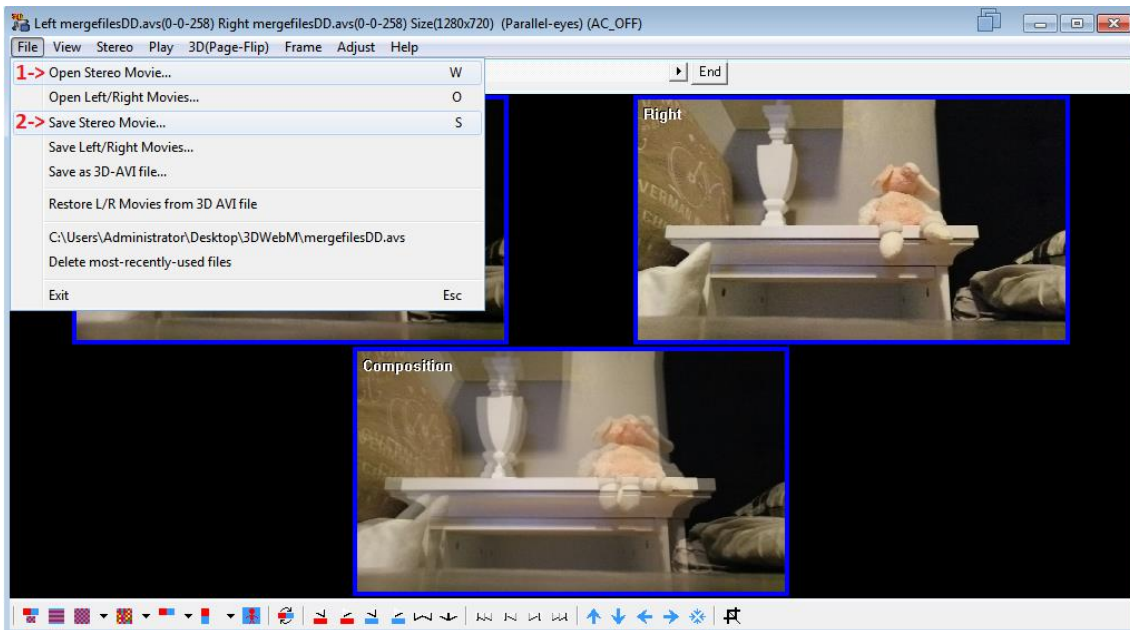 Left mergefilesDD.avs(0-0-258) Right mergefilesDD.avs(0-0-258) Size(1280x720) (Parallel-eyes) (AC_OFF)
File View Stereo Play 3D(Page-Flip) Frame Adjust Help
1-> Open Stereo Movie... W
End
Open Left/Right Movies... O
2-> Save Stereo Movie... S
Save Left/Right Movies...
Save as 3D-AVI file...
Restore L/R Movies from 3D AVI file
C:\Users\Administrator\Desktop\3DWebM\mergefilesDD.avs
Delete most-recently-used files
Exit Esc
Right
Composition